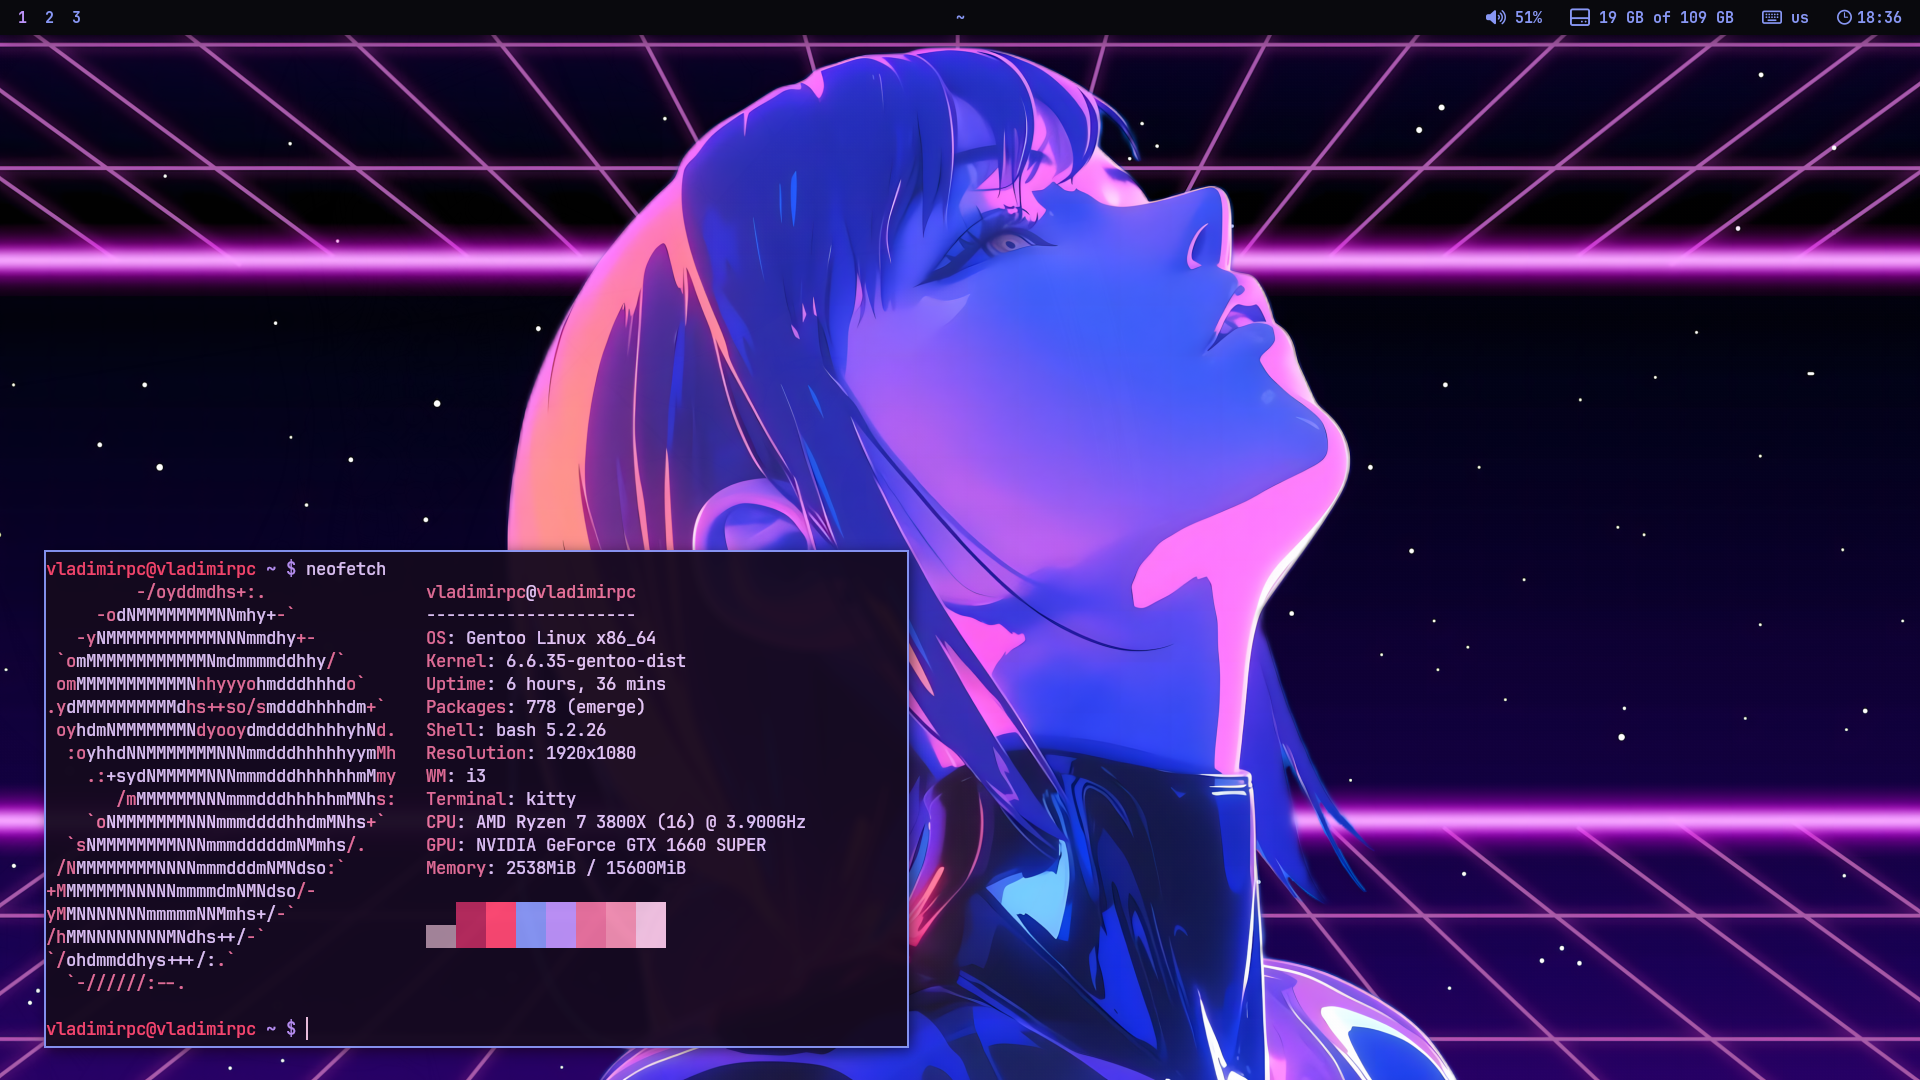 1 2 3 ~ 51% 19 GB of 109 GB us 18:36
vladimirpc@vladimirpc ~ $ neofetch
         -/oyddmdhs+:.                vladimirpc@vladimirpc
     -odNMMMMMMMMNNmhy+-`             ---------------------
   -yNMMMMMMMMMMMNNNmmdhy+-           OS: Gentoo Linux x86_64
 `omMMMMMMMMMMMMNmdmmmmddhhy/`        Kernel: 6.6.35-gentoo-dist
 omMMMMMMMMMMMNhhyyyohmdddhhhdo`      Uptime: 6 hours, 36 mins
.ydMMMMMMMMMMdhs++so/smdddhhhhdm+`    Packages: 778 (emerge)
 oyhdmNMMMMMMMNdyooydmddddhhhhyhNd.   Shell: bash 5.2.26
  :oyhhdNNMMMMMMMNNNmmdddhhhhhyymMh   Resolution: 1920x1080
    .:+sydNMMMMMNNNmmmdddhhhhhhmMmy   WM: i3
       /mMMMMMMNNNmmmdddhhhhhmMNhs:   Terminal: kitty
    `oNMMMMMMMNNNmmmddddhhdmMNhs+`    CPU: AMD Ryzen 7 3800X (16) @ 3.900GHz
  `sNMMMMMMMMNNNmmmdddddmNMmhs/.      GPU: NVIDIA GeForce GTX 1660 SUPER
 /NMMMMMMMMNNNNmmmdddmNMNdso:`        Memory: 2538MiB / 15600MiB
+MMMMMMMNNNNNmmmmdmNMNdso/-
yMMNNNNNNNmmmmmNNMmhs+/-`
/hMMNNNNNNNNMNdhs++/-`
`/ohdmmddhys+++/:.`
  `-//////:--.
vladimirpc@vladimirpc ~ $